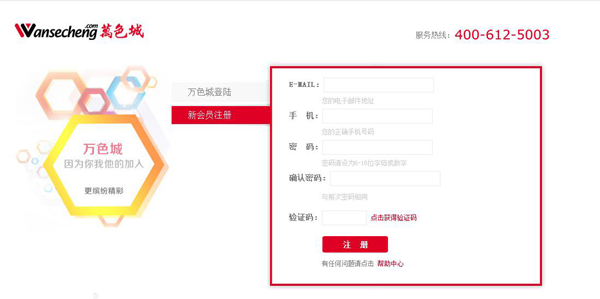 Wansecheng.com 萬色城
服务热线：400-612-5003
万色城
因为你我他的加入
更缤纷精彩
万色城登陆
新会员注册
E-MAIL：
您的电子邮件地址
手 机：
您的正确手机号码
密 码：
密码请设为6-16位字母或数字
确认密码：
与前次密码相同
验证码： 点击获得验证码
注 册
有任何问题请点击 帮助中心